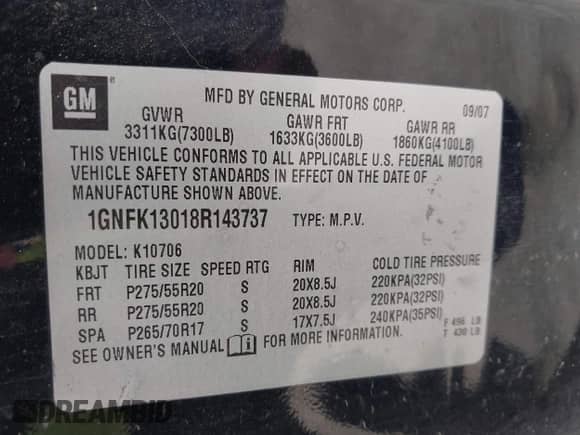 GM
MFD BY GENERAL MOTORS CORP. 09/07
GVWR GAWR FRT GAWR RR
3311KG(7300LB) 1633KG(3600LB) 1860KG(4100LB)
THIS VEHICLE CONFORMS TO ALL APPLICABLE U.S. FEDERAL MOTOR
VEHICLE SAFETY STANDARDS IN EFFECT ON THE DATE OF
MANUFACTURE SHOWN ABOVE.
1GNFK13018R143737 TYPE: M.P.V.
MODEL: K10706
KBJT TIRE SIZE SPEED RTG RIM COLD TIRE PRESSURE
FRT P275/55R20 S 20X8.5J 220KPA(32PSI)
RR P275/55R20 S 20X8.5J 220KPA(32PSI)
SPA P265/70R17 S 17X7.5J 240KPA(35PSI) F 496 LB
SEE OWNER'S MANUAL FOR MORE INFORMATION. T 430 LB
DREAMBID